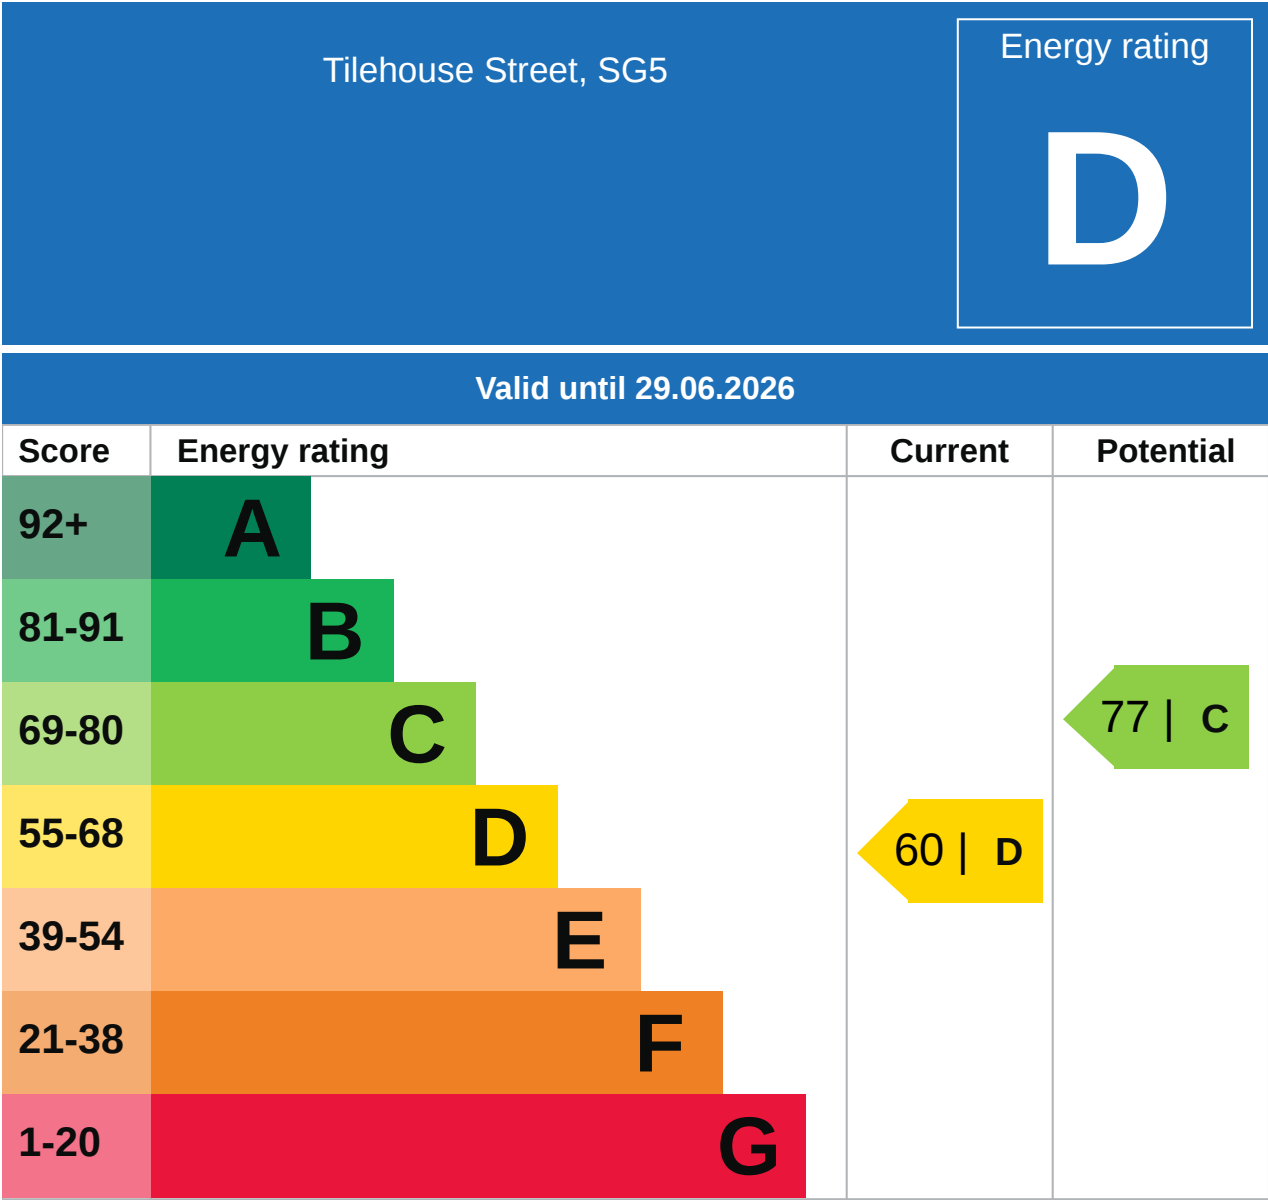 Tilehouse Street, SG5
Energy rating
D
Valid until 29.06.2026
Score Energy rating Current Potential
92+ A
81-91 B
69-80 C
77 | C
55-68 D
60 | D
39-54 E
21-38 F
1-20 G